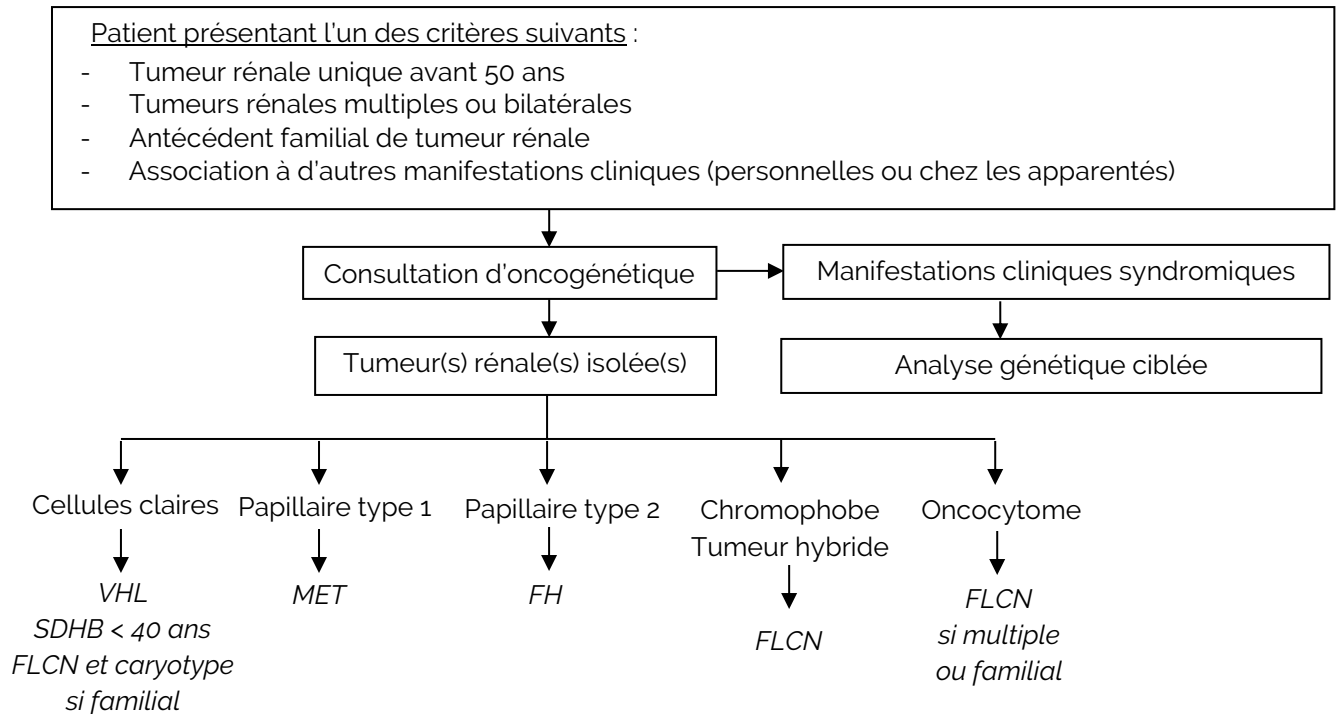 Patient présentant l'un des critères suivants :
- Tumeur rénale unique avant 50 ans
- Tumeurs rénales multiples ou bilatérales
- Antécédent familial de tumeur rénale
- Association à d'autres manifestations cliniques (personnelles ou chez les apparentés)
Consultation d'oncogénétique
Manifestations cliniques syndromiques
Tumeur(s) rénale(s) isolée(s)
Analyse génétique ciblée
Cellules claires
VHL
SDHB < 40 ans
FLCN et caryotype
si familial
Papillaire type 1
MET
Papillaire type 2
FH
Chromophobe
Tumeur hybride
FLCN
Oncocytome
FLCN
si multiple
ou familial